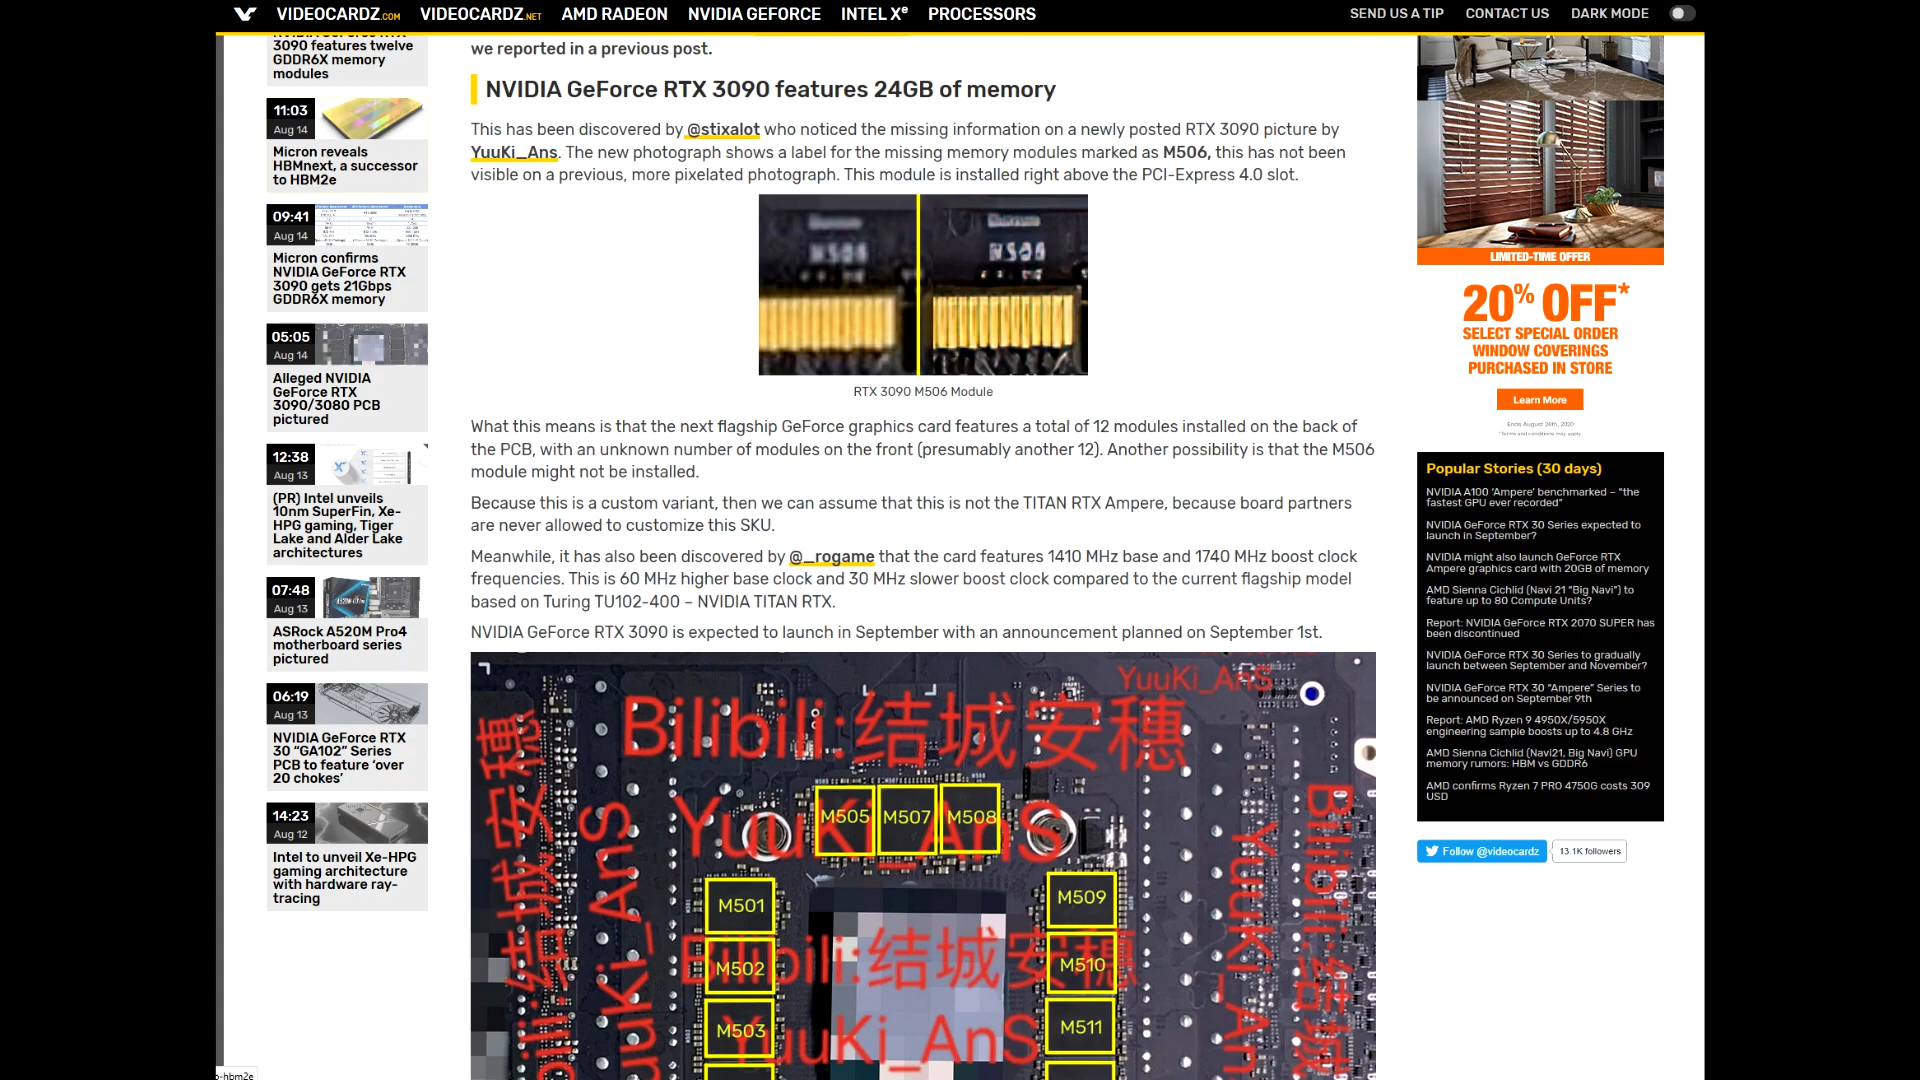 VIDEOCARDZ.COM VIDEOCARDZ.NET AMD RADEON NVIDIA GEFORCE INTEL Xe PROCESSORS SEND US A TIP CONTACT US DARK MODE
3090 features twelve
GDDR6X memory
modules
11:03
Aug 14
Micron reveals
HBMnext, a successor
to HBM2e
09:41
Aug 14
Micron confirms
NVIDIA GeForce RTX
3090 gets 21Gbps
GDDR6X memory
05:05
Aug 14
Alleged NVIDIA
GeForce RTX
3090/3080 PCB
pictured
12:38
Aug 13
(PR) Intel unveils
10nm SuperFin, Xe-
HPG gaming, Tiger
Lake and Alder Lake
architectures
07:48
Aug 13
ASRock A520M Pro4
motherboard series
pictured
06:19
Aug 13
NVIDIA GeForce RTX
30 “GA102” Series
PCB to feature ‘over
20 chokes’
14:23
Aug 12
Intel to unveil Xe-HPG
gaming architecture
with hardware ray-
tracing
we reported in a previous post.
NVIDIA GeForce RTX 3090 features 24GB of memory
This has been discovered by @stixalot who noticed the missing information on a newly posted RTX 3090 picture by
YuuKi_Ans. The new photograph shows a label for the missing memory modules marked as M506, this has not been
visible on a previous, more pixelated photograph. This module is installed right above the PCI-Express 4.0 slot.
M506
M506
RTX 3090 M506 Module
What this means is that the next flagship GeForce graphics card features a total of 12 modules installed on the back of
the PCB, with an unknown number of modules on the front (presumably another 12). Another possibility is that the M506
module might not be installed.
Because this is a custom variant, then we can assume that this is not the TITAN RTX Ampere, because board partners
are never allowed to customize this SKU.
Meanwhile, it has also been discovered by @_rogame that the card features 1410 MHz base and 1740 MHz boost clock
frequencies. This is 60 MHz higher base clock and 30 MHz slower boost clock compared to the current flagship model
based on Turing TU102-400 – NVIDIA TITAN RTX.
NVIDIA GeForce RTX 3090 is expected to launch in September with an announcement planned on September 1st.
YuuKi_AnS
Bilibili:结城安穗
YuuKi_AnS
M505 M507 M508
M501
M509
Bilibili:结城安穗
M502
M510
M503
M511
YuuKi_AnS
LIMITED-TIME OFFER
20% OFF*
SELECT SPECIAL ORDER
WINDOW COVERINGS
PURCHASED IN STORE
Learn More
Ends August 26th, 2020
*Terms and conditions may apply
Popular Stories (30 days)
NVIDIA A100 ‘Ampere’ benchmarked – “the
fastest GPU ever recorded”
NVIDIA GeForce RTX 30 Series expected to
launch in September?
NVIDIA might also launch GeForce RTX
Ampere graphics card with 20GB of memory
AMD Sienna Cichlid (Navi 21 “Big Navi”) to
feature up to 80 Compute Units?
Report: NVIDIA GeForce RTX 2070 SUPER has
been discontinued
NVIDIA GeForce RTX 30 Series to gradually
launch between September and November?
NVIDIA GeForce RTX 30 “Ampere” Series to
be announced on September 9th
Report: AMD Ryzen 9 4950X/5950X
engineering sample boosts up to 4.8 GHz
AMD Sienna Cichlid (Navi21, Big Navi) GPU
memory rumors: HBM vs GDDR6
AMD confirms Ryzen 7 PRO 4750G costs 309
USD
Follow @videocardz 13.1K followers
o-hbm2e